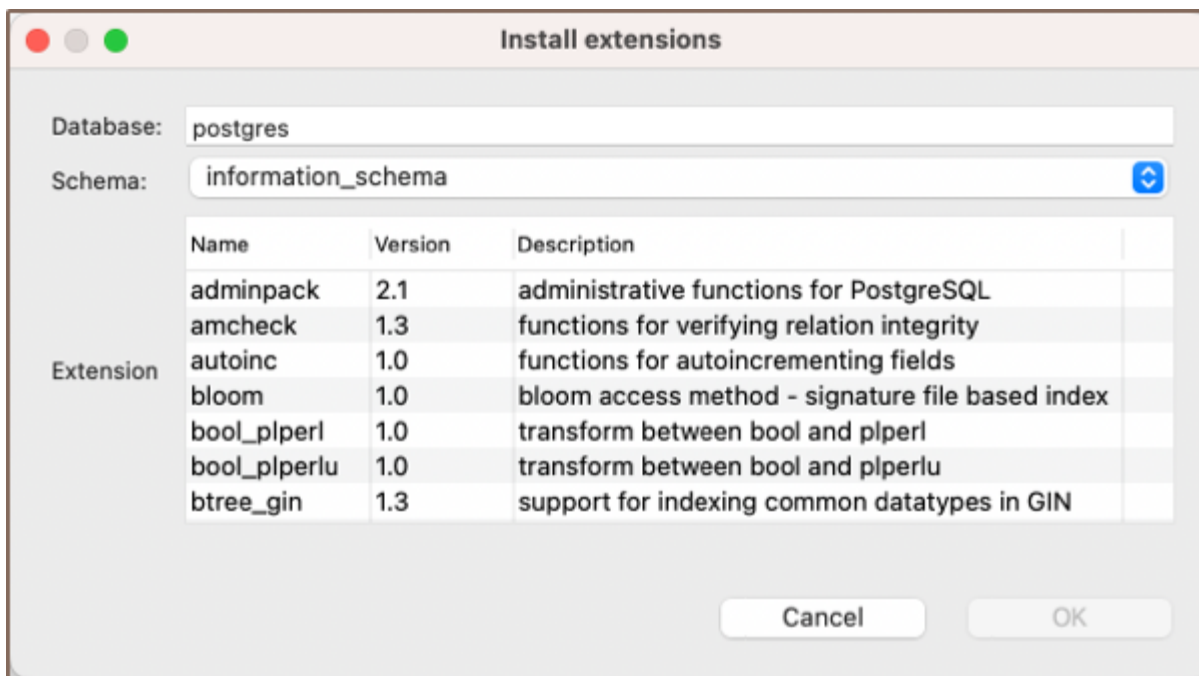 Install extensions
Database: postgres
Schema: information_schema
Name Version Description
adminpack 2.1 administrative functions for PostgreSQL
amcheck 1.3 functions for verifying relation integrity
autoinc 1.0 functions for autoincrementing fields
Extension
bloom 1.0 bloom access method - signature file based index
bool_plperl 1.0 transform between bool and plperl
bool_plperlu 1.0 transform between bool and plperlu
btree_gin 1.3 support for indexing common datatypes in GIN
Cancel OK